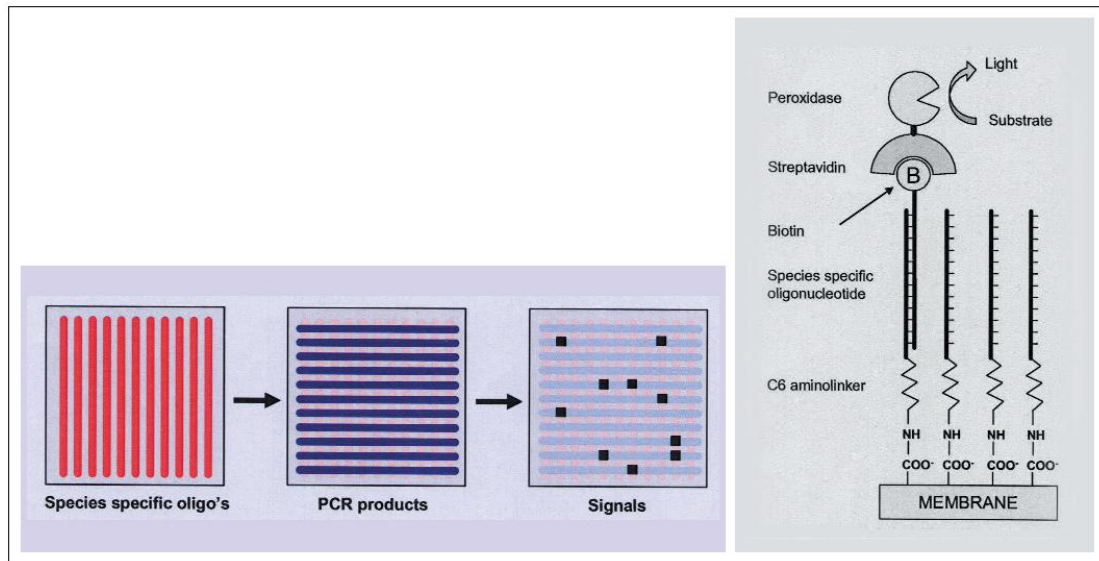 Species specific oligo's
PCR products
Signals
Light
Peroxidase
Substrate
Streptavidin
B
Biotin
Species specific
oligonucleotide
C6 aminolinker
NH NH NH NH
COO- COO- COO- COO-
MEMBRANE